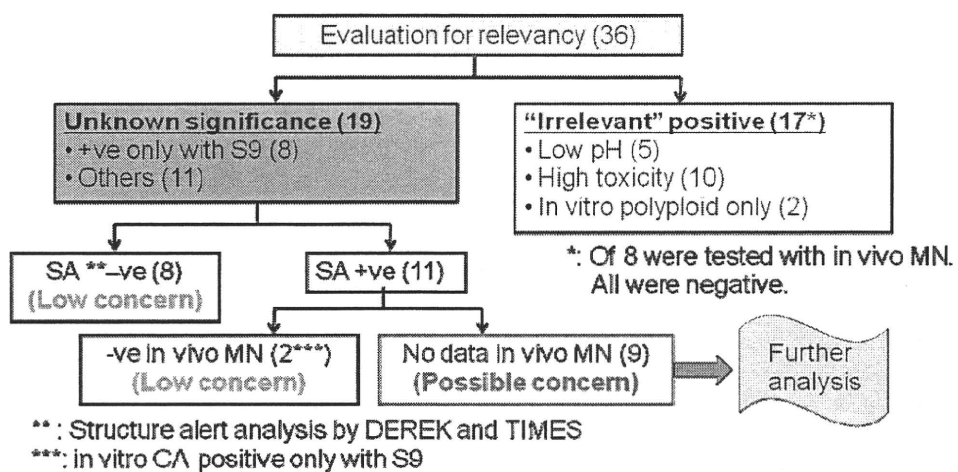 Evaluation for relevancy (36)
Unknown significance (19)
• +ve only with S9 (8)
• Others (11)
"Irrelevant" positive (17*)
• Low pH (5)
• High toxicity (10)
• In vitro polyploid only (2)
*: Of 8 were tested with in vivo MN.
All were negative.
SA **–ve (8)
(Low concern)
SA +ve (11)
-ve in vivo MN (2***)
(Low concern)
No data in vivo MN (9)
(Possible concern)
Further
analysis
** : Structure alert analysis by DEREK and TIMES
***: in vitro CA positive only with S9